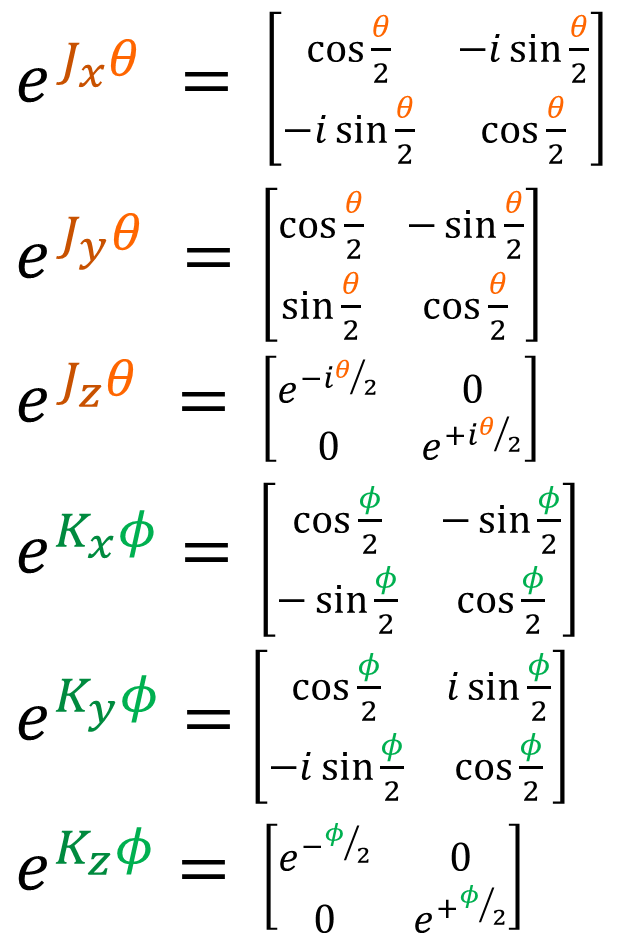 e^{J_x θ} = [ cos θ/2   − i sin θ/2
− i sin θ/2   cos θ/2 ]
e^{J_y θ} = [ cos θ/2   − sin θ/2
sin θ/2   cos θ/2 ]
e^{J_z θ} = [ e^{−iθ/2}   0
0   e^{+iθ/2} ]
e^{K_x ϕ} = [ cos ϕ/2   − sin ϕ/2
− sin ϕ/2   cos ϕ/2 ]
e^{K_y ϕ} = [ cos ϕ/2   i sin ϕ/2
−i sin ϕ/2   cos ϕ/2 ]
e^{K_z ϕ} = [ e^{−ϕ/2}   0
0   e^{+ϕ/2} ]